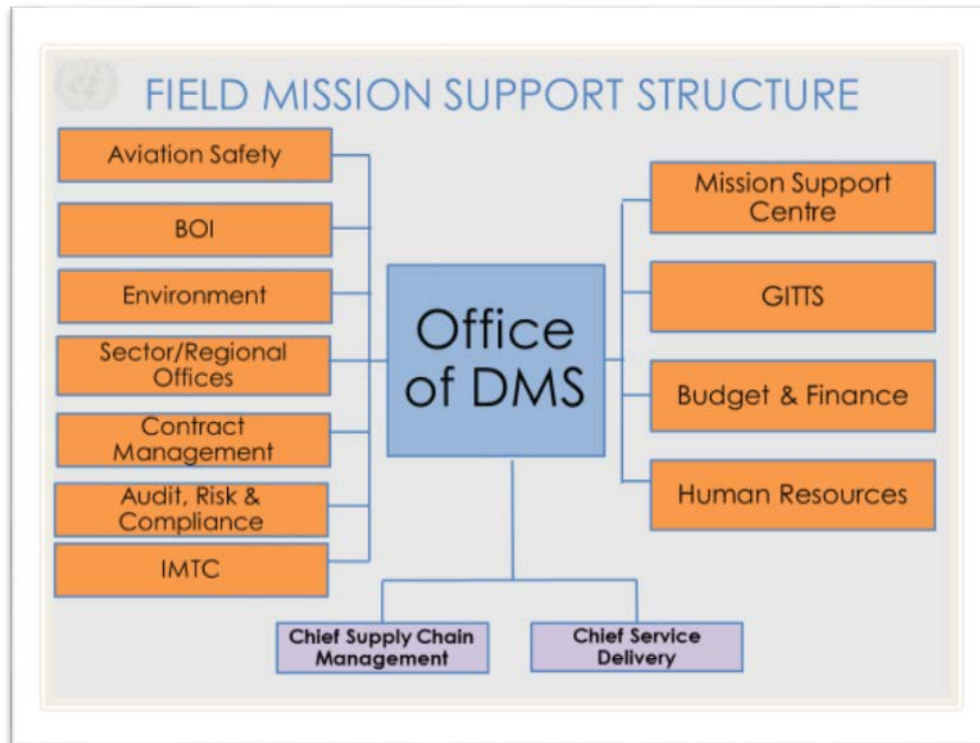 FIELD MISSION SUPPORT STRUCTURE
Aviation Safety
BOI
Environment
Sector/Regional
Offices
Contract
Management
Audit, Risk &
Compliance
IMTC
Office
of DMS
Mission Support
Centre
GITTS
Budget & Finance
Human Resources
Chief Supply Chain
Management
Chief Service
Delivery